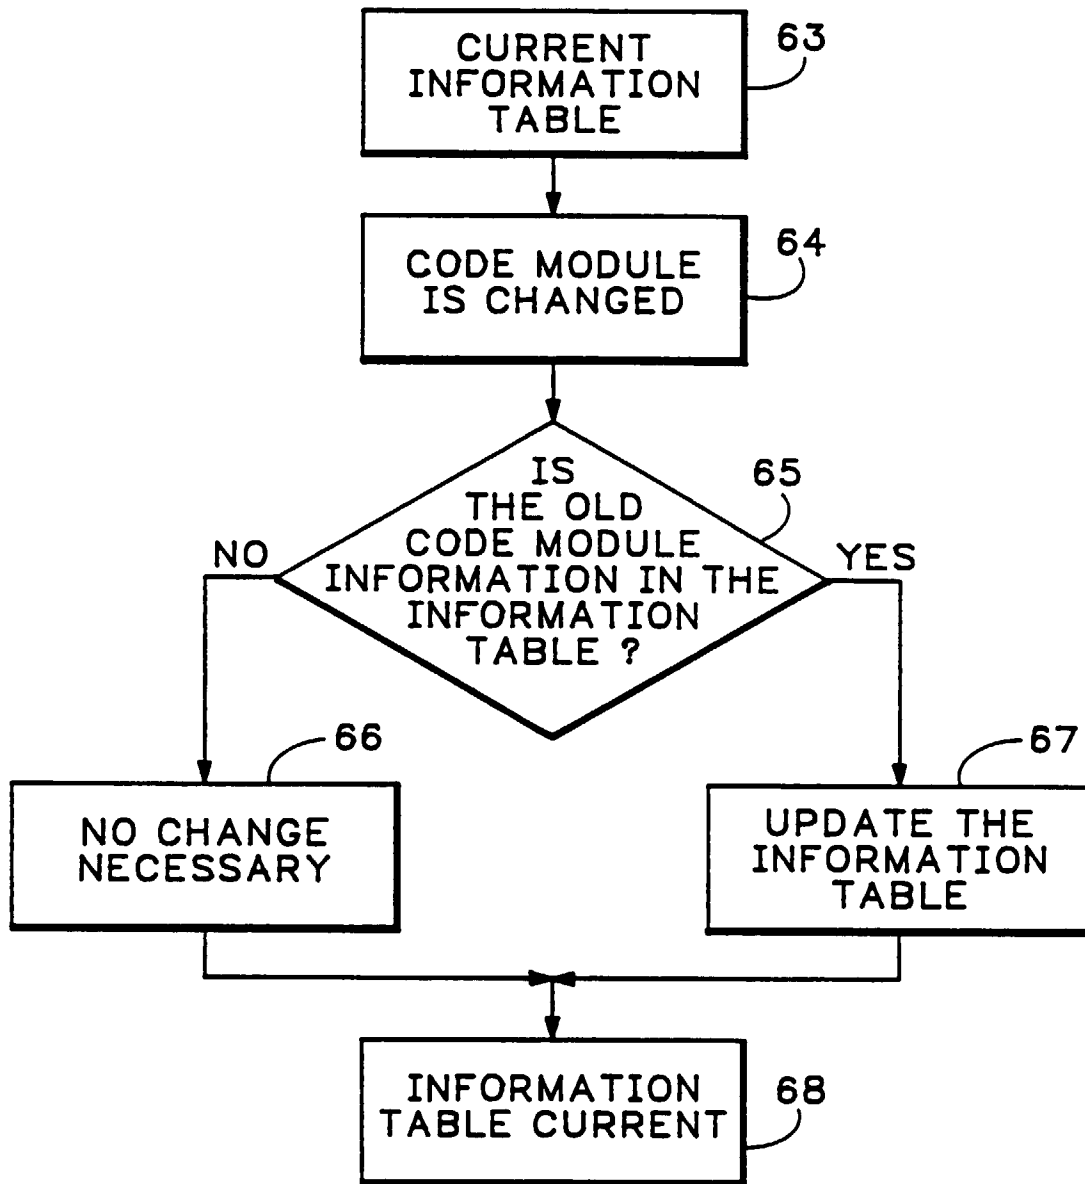 CURRENT
INFORMATION
TABLE
63
CODE MODULE
IS CHANGED
64
IS
THE OLD
CODE MODULE
INFORMATION IN THE
INFORMATION
TABLE ?
65
NO
YES
66
NO CHANGE
NECESSARY
67
UPDATE THE
INFORMATION
TABLE
INFORMATION
TABLE CURRENT
68